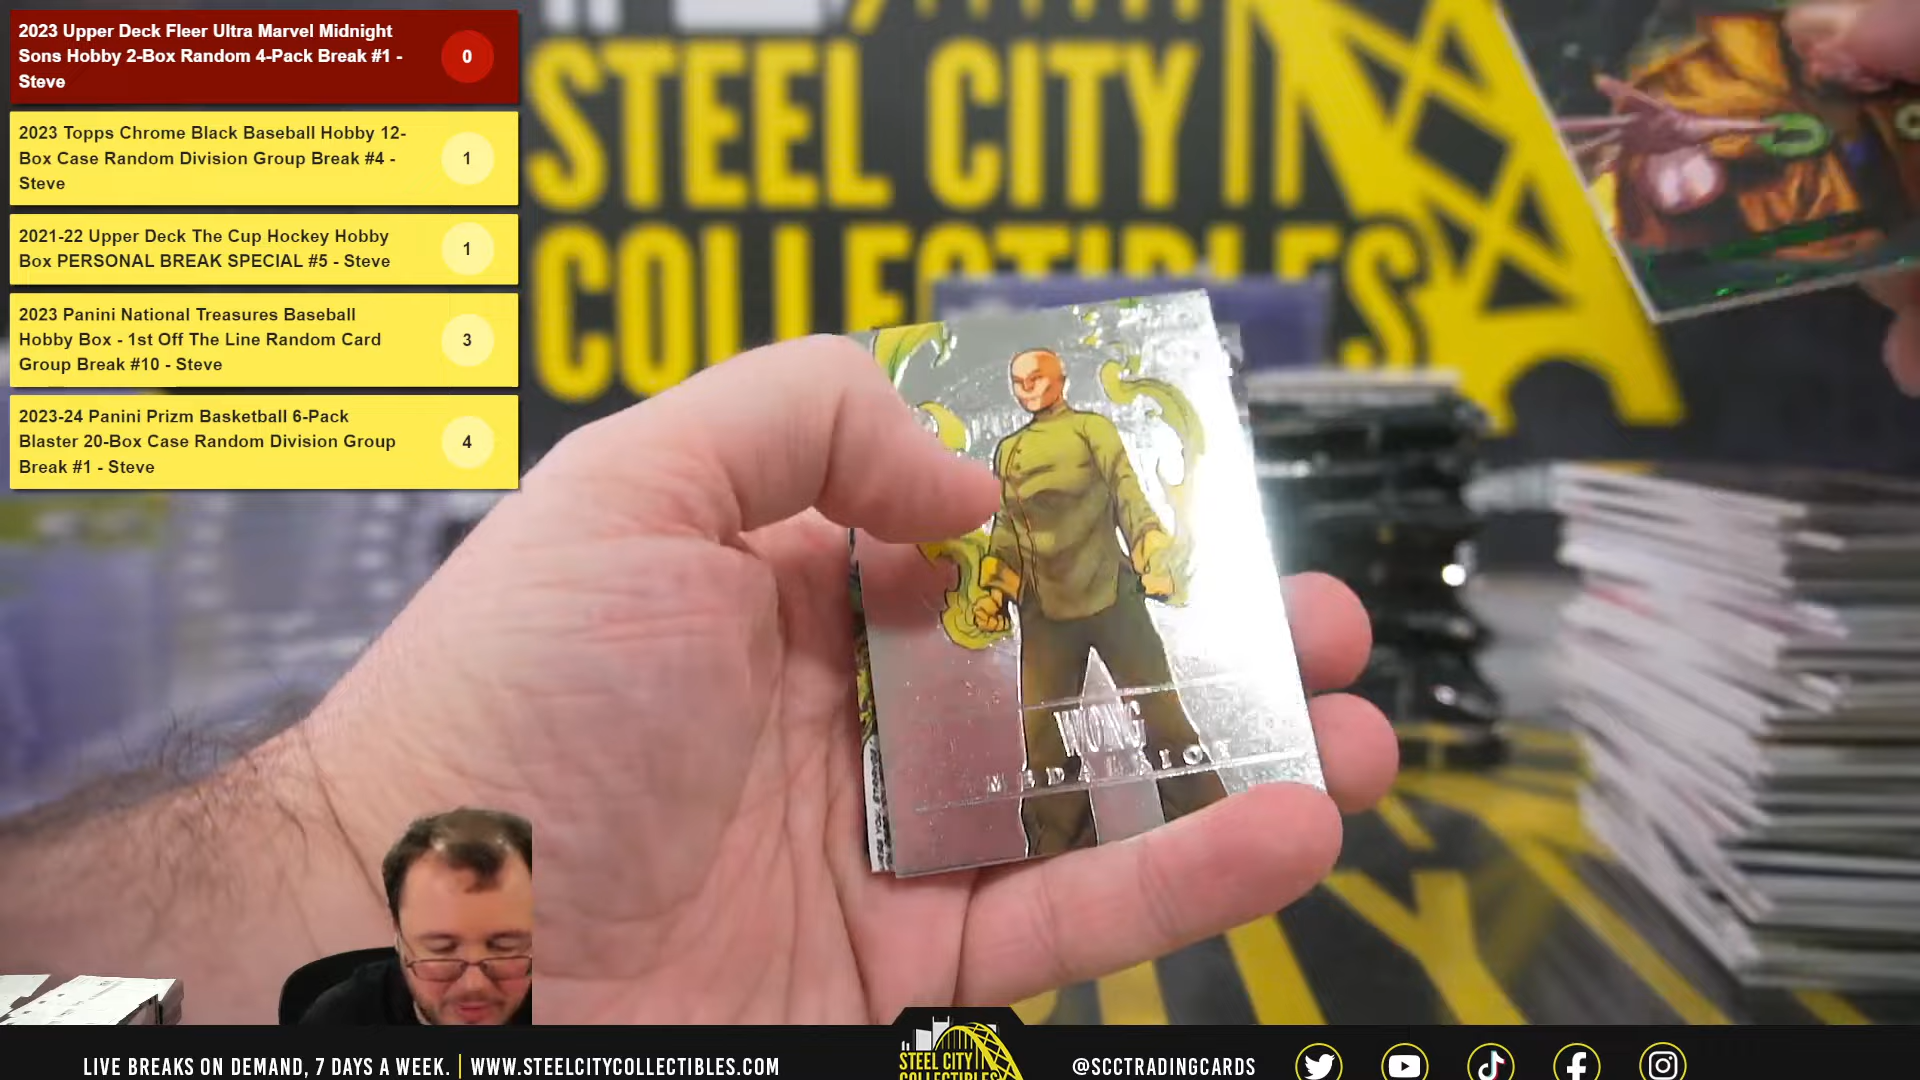 2023 Upper Deck Fleer Ultra Marvel Midnight
Sons Hobby 2-Box Random 4-Pack Break #1 -
Steve
0
2023 Topps Chrome Black Baseball Hobby 12-
Box Case Random Division Group Break #4 -
Steve
1
2021-22 Upper Deck The Cup Hockey Hobby
Box PERSONAL BREAK SPECIAL #5 - Steve
1
2023 Panini National Treasures Baseball
Hobby Box - 1st Off The Line Random Card
Group Break #10 - Steve
3
2023-24 Panini Prizm Basketball 6-Pack
Blaster 20-Box Case Random Division Group
Break #1 - Steve
4
STEEL CITY
COLLECTIBLES
WONG
MEDALLION
LIVE BREAKS ON DEMAND, 7 DAYS A WEEK. | WWW.STEELCITYCOLLECTIBLES.COM
STEEL CITY
COLLECTIBLES
@SCCTRADINGCARDS